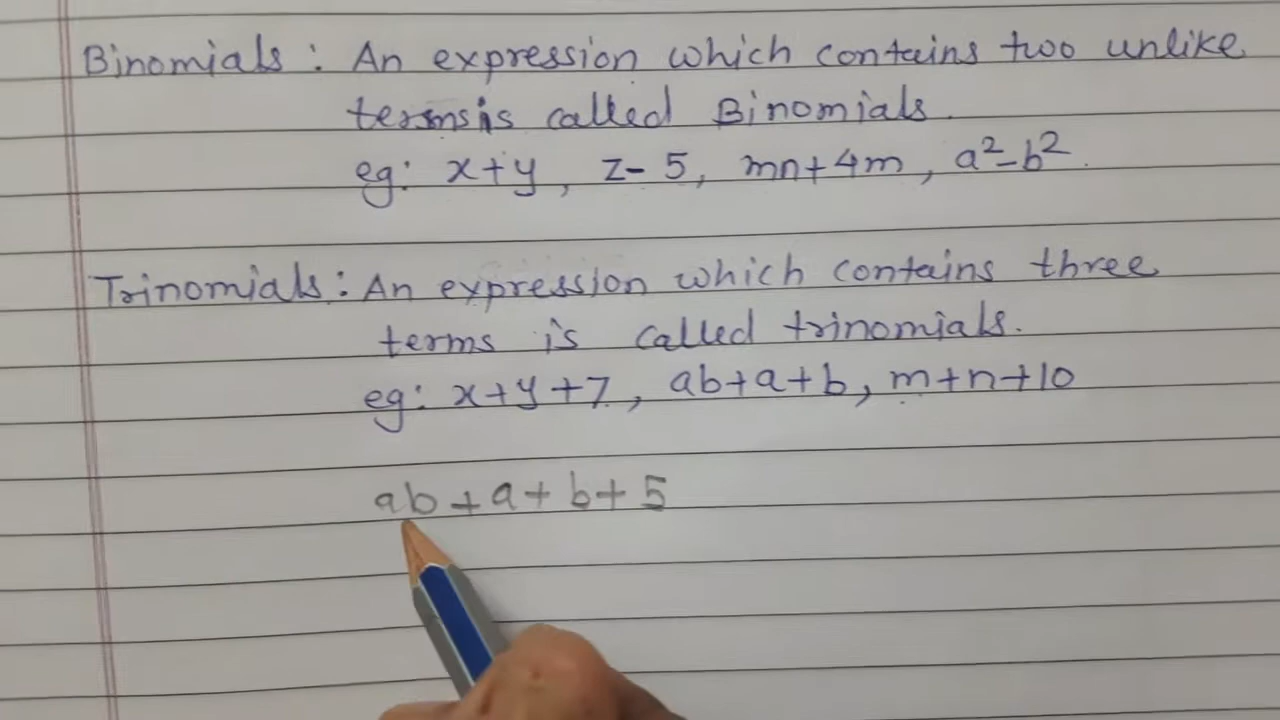 Binomials : An expression which contains two unlike
terms is called Binomials.
eg: x+y, z-5, mn+4m, a²-b².
Trinomials : An expression which contains three
terms is called trinomials.
eg: x+y+7, ab+a+b, m+n+10
ab+a+b+5